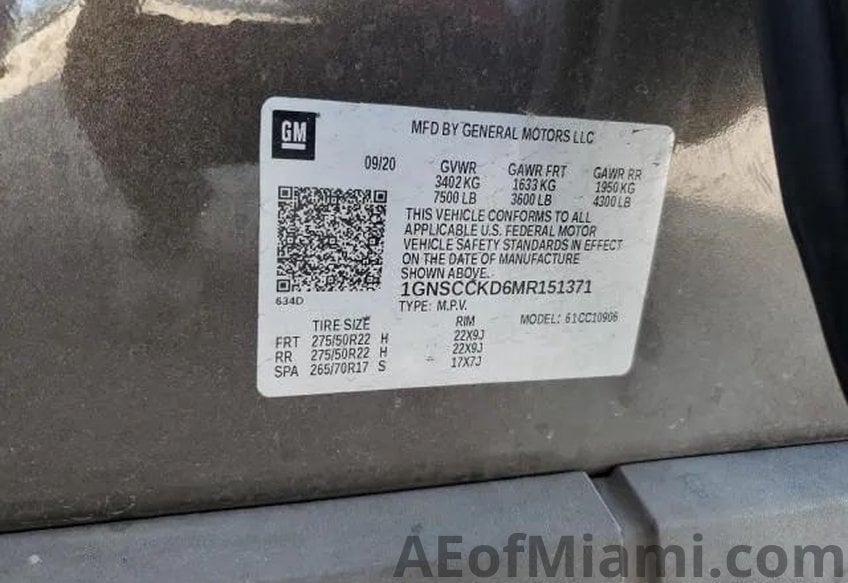 GM
MFD BY GENERAL MOTORS LLC
09/20 GVWR GAWR FRT GAWR RR
3402 KG 1633 KG 1950 KG
7500 LB 3600 LB 4300 LB
THIS VEHICLE CONFORMS TO ALL
APPLICABLE U.S. FEDERAL MOTOR
VEHICLE SAFETY STANDARDS IN EFFECT
ON THE DATE OF MANUFACTURE
SHOWN ABOVE.
1GNSCCKD6MR151371
634D
TYPE: M.P.V. MODEL: 61CC10906
TIRE SIZE RIM
FRT 275/50R22 H 22X9J
RR 275/50R22 H 22X9J
SPA 265/70R17 S 17X7J
AEofMiami.com